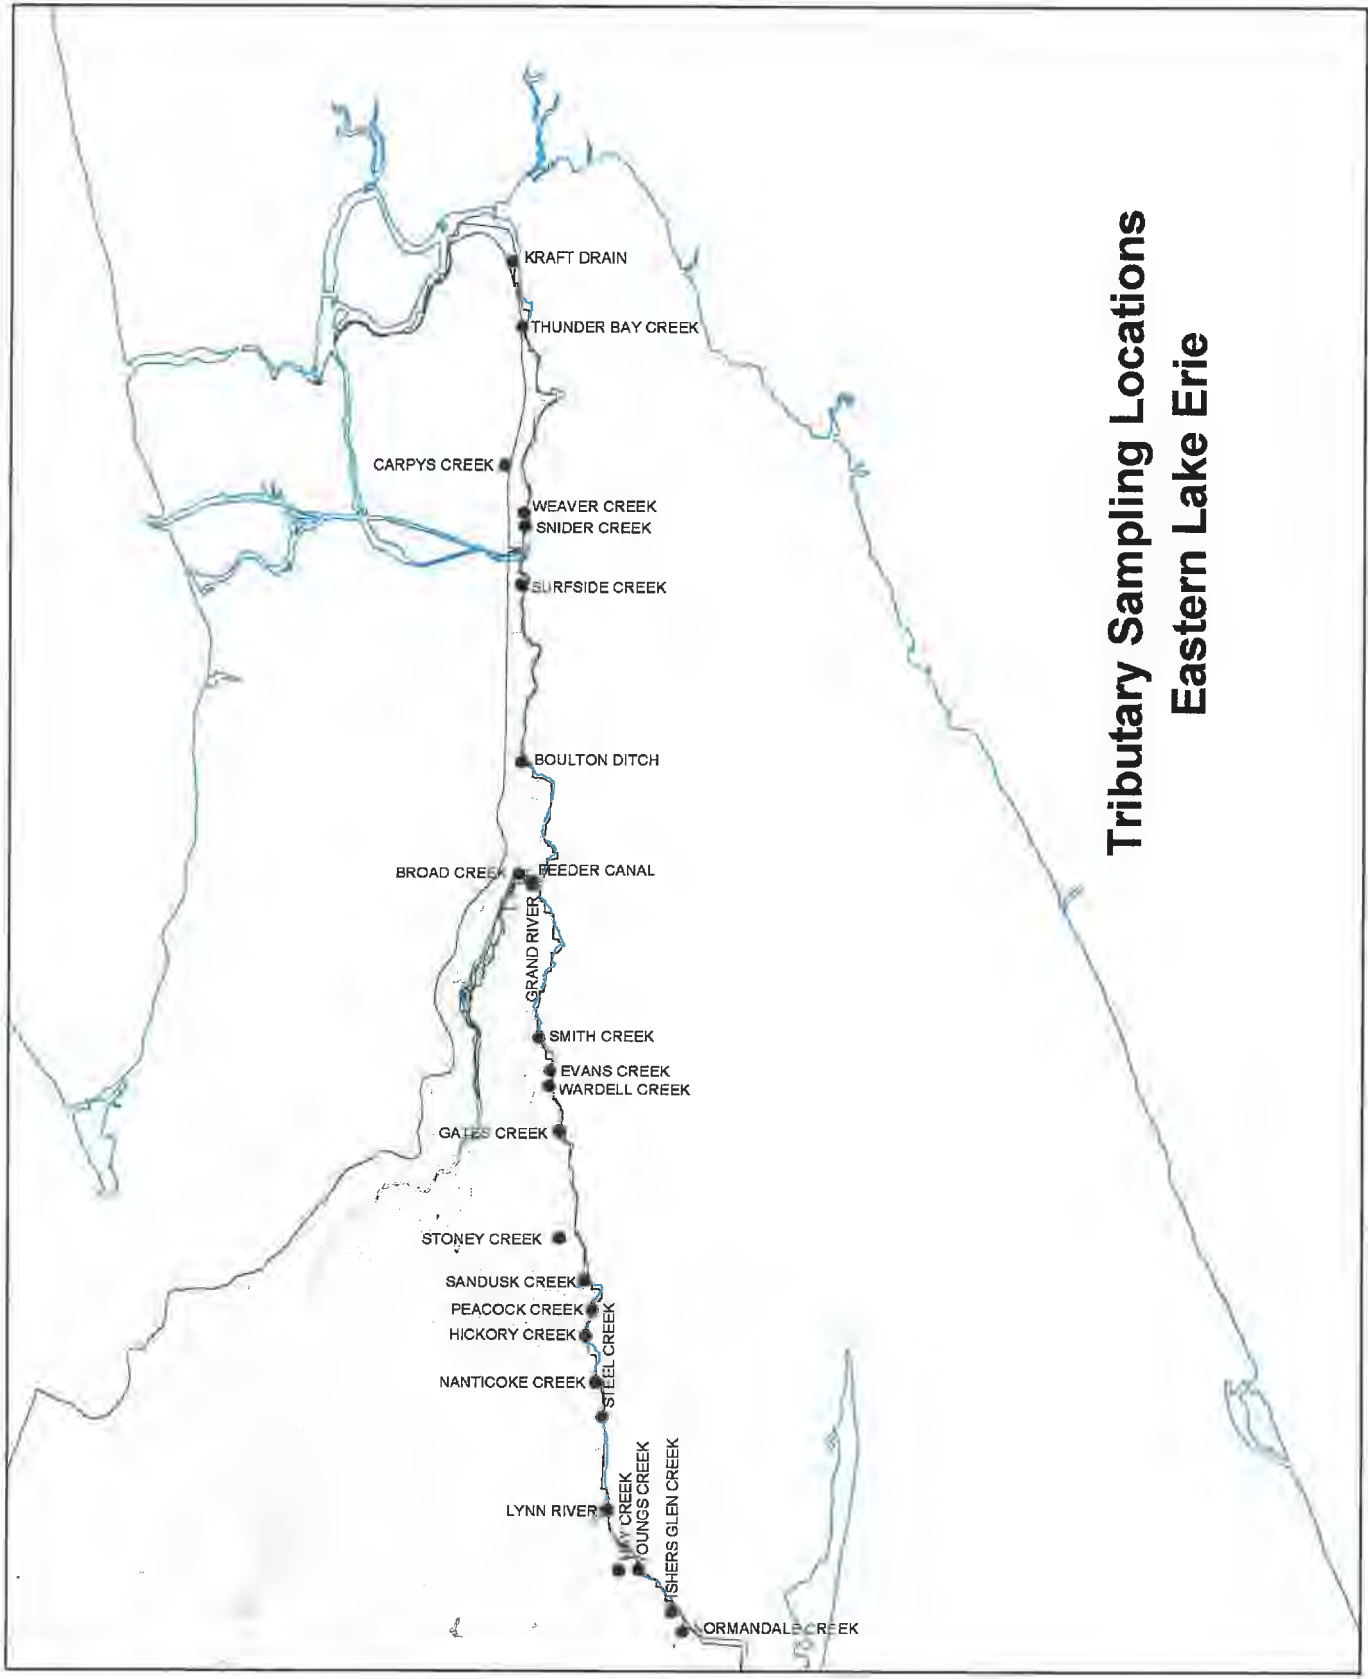 KRAFT DRAIN
THUNDER BAY CREEK
CARPYS CREEK
WEAVER CREEK
SNIDER CREEK
SURFSIDE CREEK
BOULTON DITCH
BROAD CREEK
FEEDER CANAL
GRAND RIVER
SMITH CREEK
EVANS CREEK
WARDELL CREEK
GATES CREEK
STONEY CREEK
SANDUSK CREEK
PEACOCK CREEK
HICKORY CREEK
STEEL CREEK
NANTICOKE CREEK
LYNN RIVER
CREEK
OUNGS CREEK
ISHERS GLEN CREEK
ORMANDALE CREEK
Tributary Sampling Locations
Eastern Lake Erie